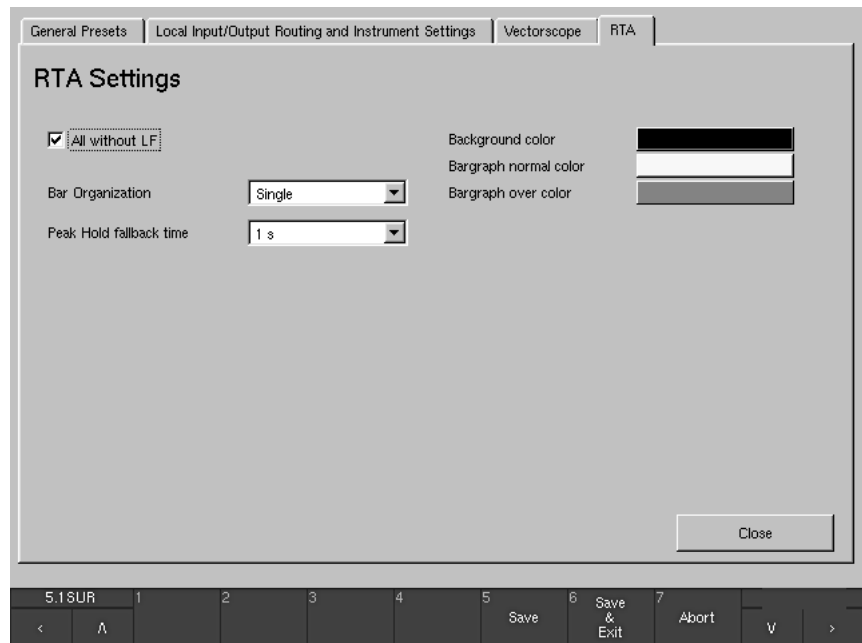 General Presets Local Input/Output Routing and Instrument Settings Vectorscope RTA
RTA Settings
All without LF
Bar Organization Single
Peak Hold fallback time 1 s
Background color
Bargraph normal color
Bargraph over color
Close
5.1SUR 1 2 3 4 5 6 7
< Λ Save Save & Exit Abort V >